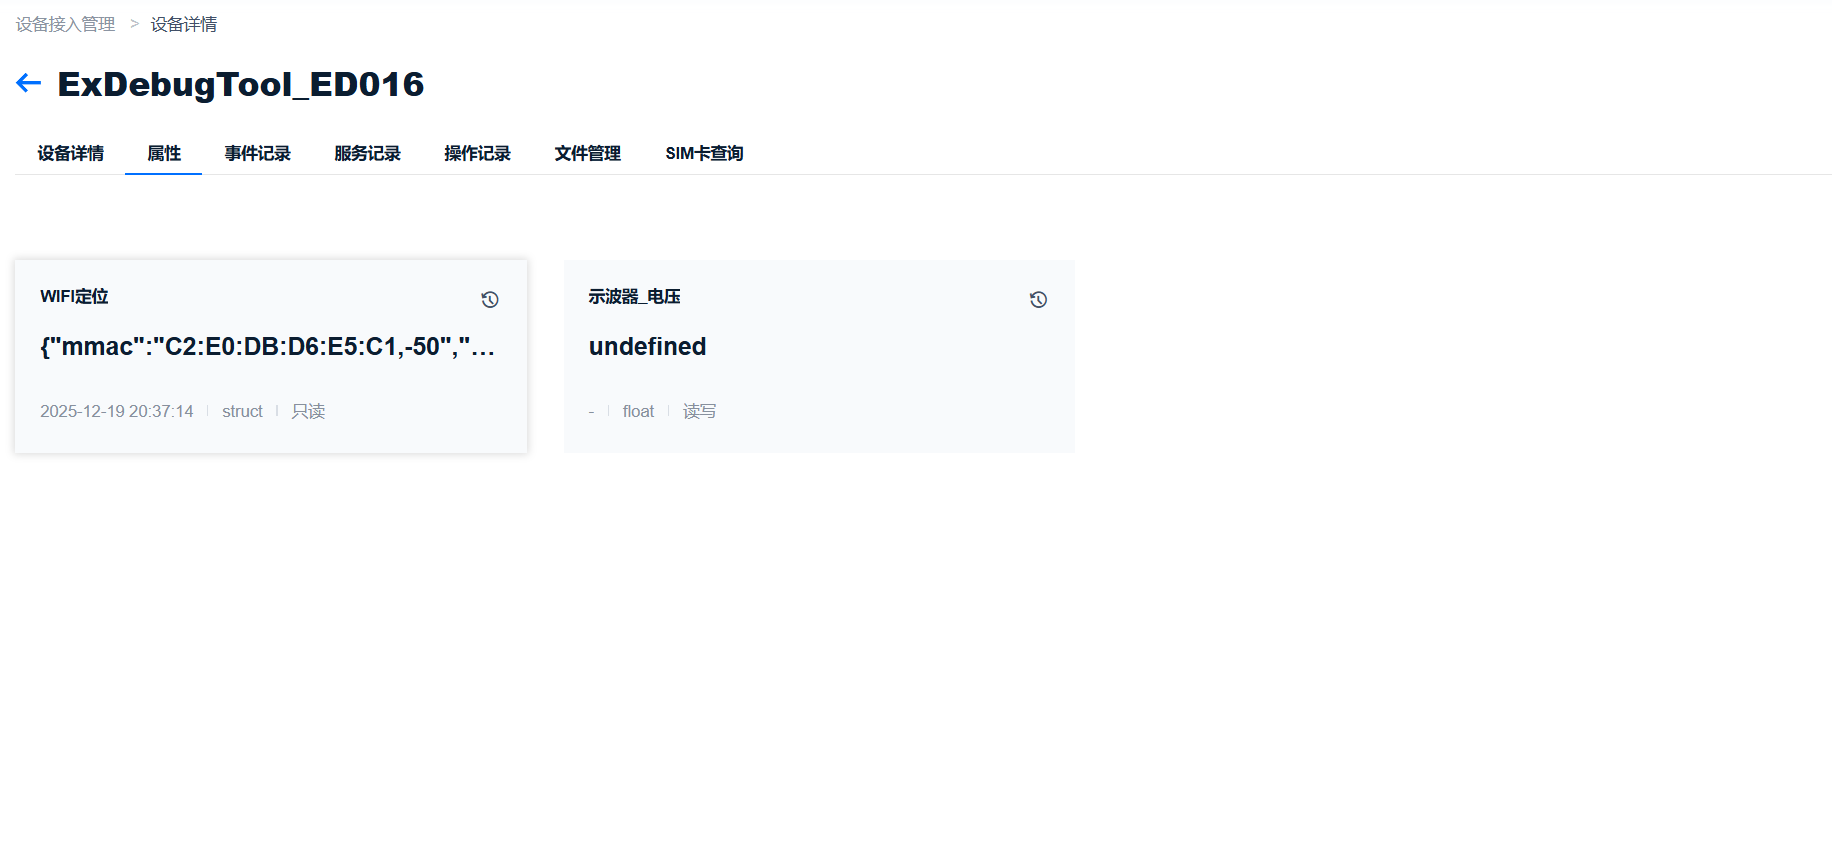 设备接入管理 > 设备详情
ExDebugTool_ED016
设备详情 属性 事件记录 服务记录 操作记录 文件管理 SIM卡查询
WIFI定位
{"mmac":"C2:E0:DB:D6:E5:C1,-50","...
2025-12-19 20:37:14 struct 只读
示波器_电压
undefined
- float 读写